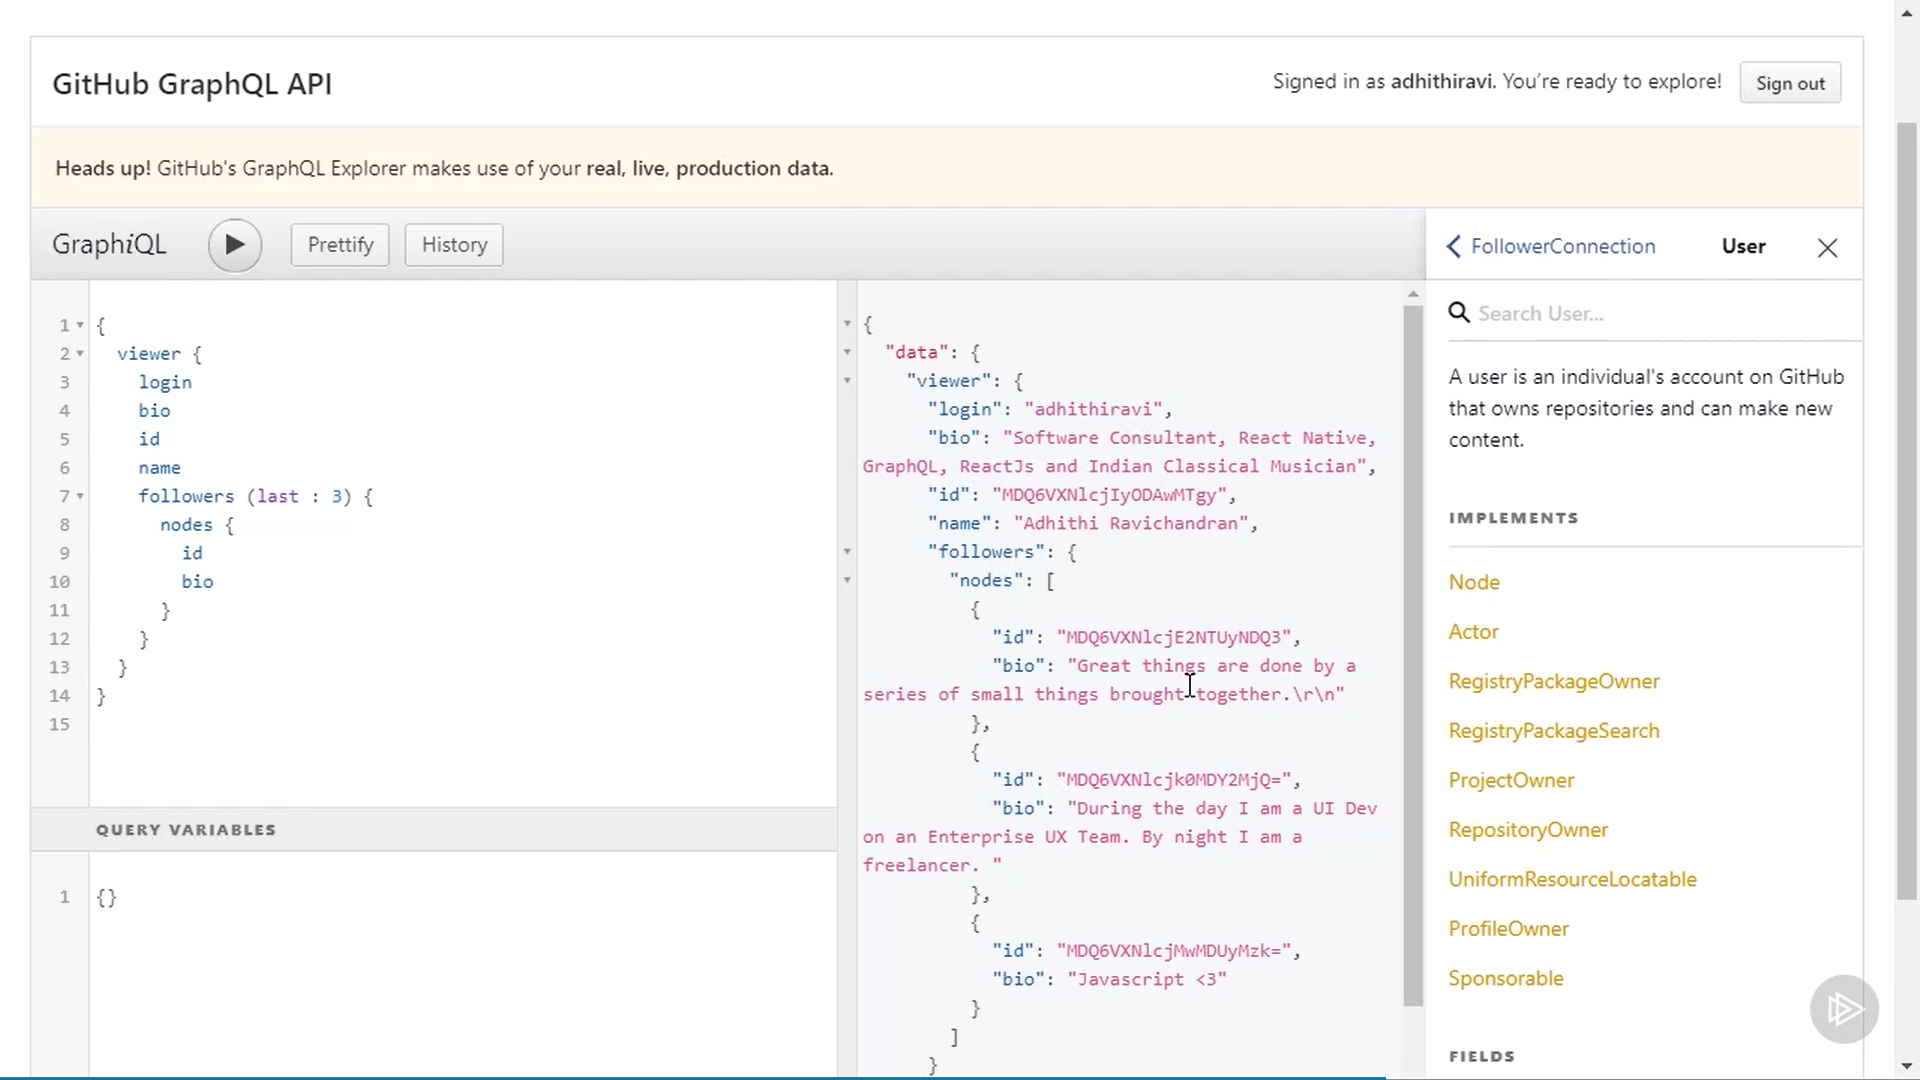 GitHub GraphQL API
Signed in as adhithiravi. You're ready to explore!
Sign out
Heads up! GitHub's GraphQL Explorer makes use of your real, live, production data.
GraphiQL
Prettify
History
1 {
2 viewer {
3 login
4 bio
5 id
6 name
7 followers (last : 3) {
8 nodes {
9 id
10 bio
11 }
12 }
13 }
14 }
15
QUERY VARIABLES
1 {}
{
"data": {
"viewer": {
"login": "adhithiravi",
"bio": "Software Consultant, React Native,
GraphQL, ReactJs and Indian Classical Musician",
"id": "MDQ6VXNlcjIyODAwMTgy",
"name": "Adhithi Ravichandran",
"followers": {
"nodes": [
{
"id": "MDQ6VXNlcjE2NTUyNDQ3",
"bio": "Great things are done by a
series of small things brought together.\r\n"
},
{
"id": "MDQ6VXNlcjk0MDY2MjQ=",
"bio": "During the day I am a UI Dev
on an Enterprise UX Team. By night I am a
freelancer. "
},
{
"id": "MDQ6VXNlcjMwMDUyMzk=",
"bio": "Javascript <3"
}
]
}
FollowerConnection
User
Search User...
A user is an individual's account on GitHub
that owns repositories and can make new
content.
IMPLEMENTS
Node
Actor
RegistryPackageOwner
RegistryPackageSearch
ProjectOwner
RepositoryOwner
UniformResourceLocatable
ProfileOwner
Sponsorable
FIELDS